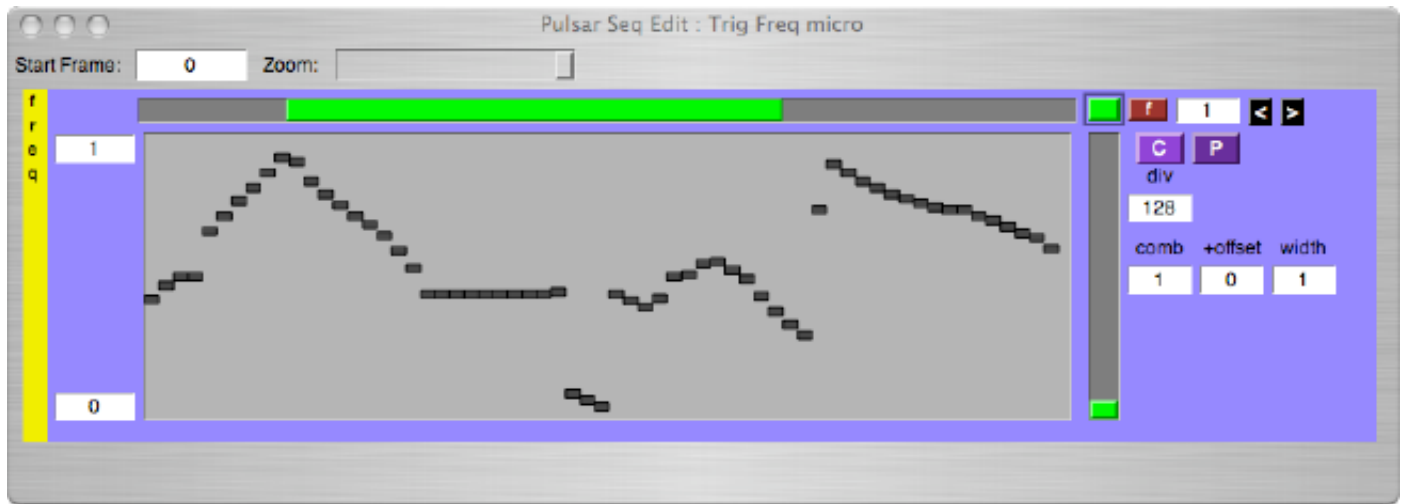 Pulsar Seq Edit : Trig Freq micro
Start Frame: 0 Zoom:
freq
f 1 < >
1
C P
div
128
comb +offset width
1 0 1
0